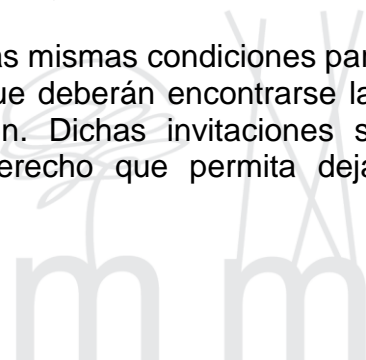 as mismas condiciones par
ue deberán encontrarse la
n. Dichas invitaciones s
erecho que permita deja
m m